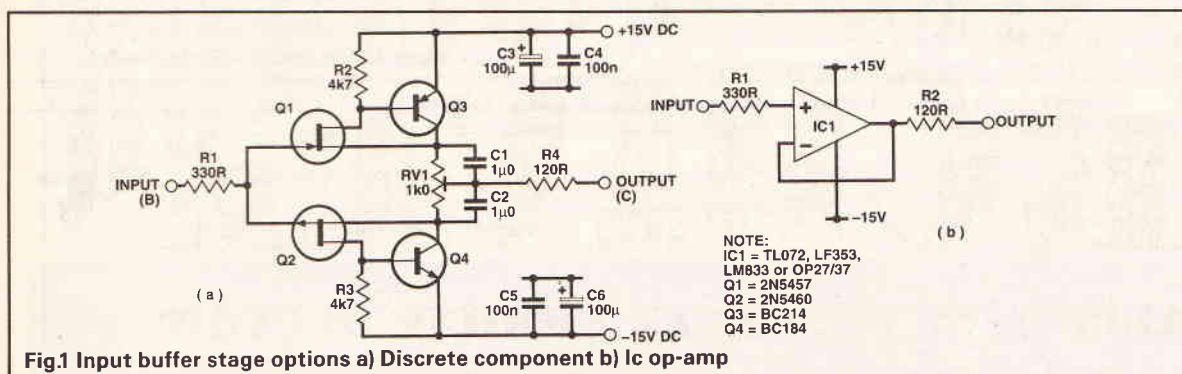 +15V DC
C3
+
100μ
C4
100n
R2
4k7
Q3
Q1
R1
330R
INPUT
(B)
RV1
1k0
C1
1μ0
C2
1μ0
R4
120R
OUTPUT
(C)
Q2
Q4
R3
4k7
C5
100n
+
C6
100μ
–15V DC
(a)
+15V
R1
330R
INPUT
+
–
IC1
R2
120R
OUTPUT
–15V
(b)
NOTE:
IC1 = TL072, LF353,
LM833 or OP27/37
Q1 = 2N5457
Q2 = 2N5460
Q3 = BC214
Q4 = BC184
Fig.1 Input buffer stage options a) Discrete component b) Ic op-amp